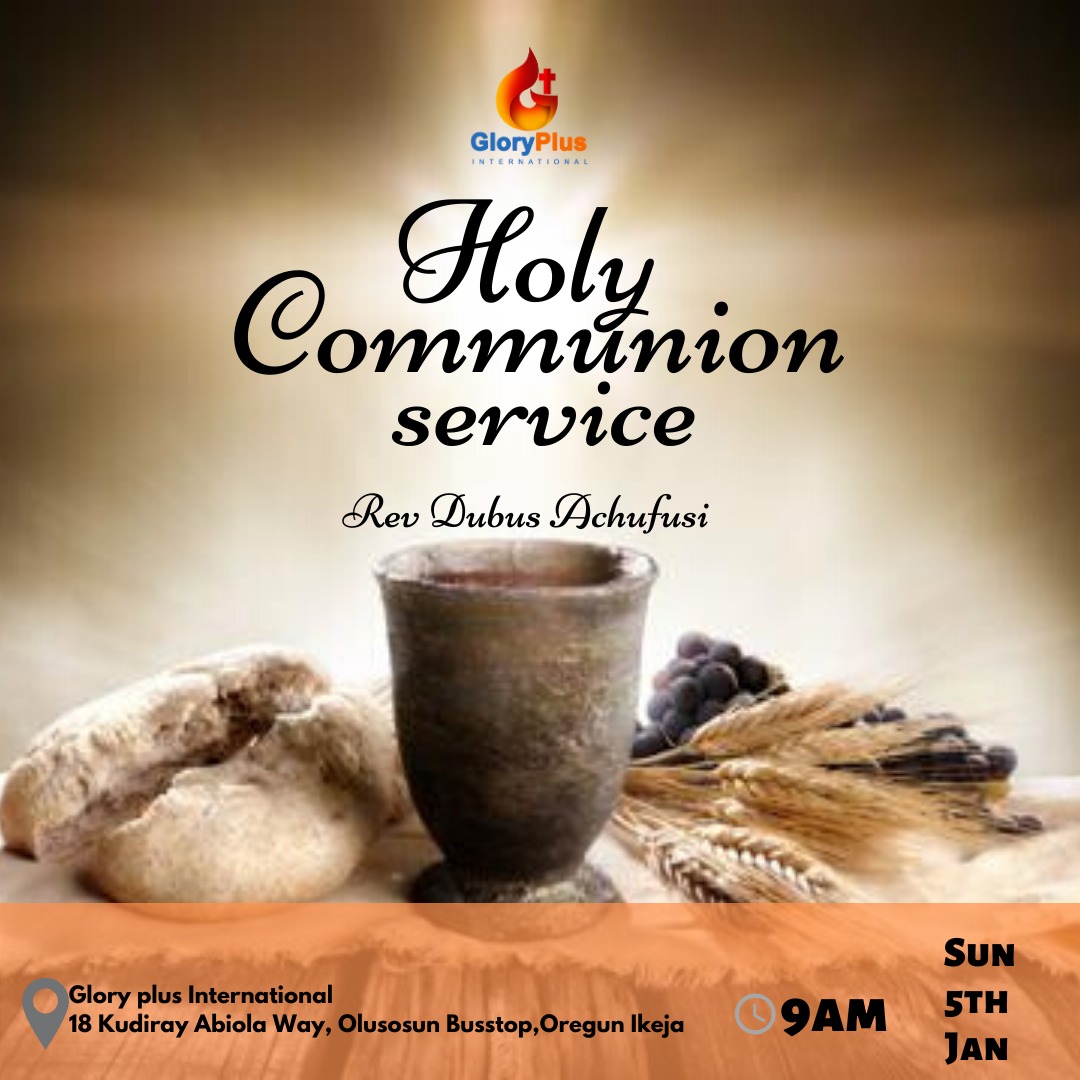 GloryPlus
INTERNATIONAL
Holy
Communion
service
Rev Dubus Achufusi
Glory plus International
18 Kudiray Abiola Way, Olusosun Busstop,Oregun Ikeja
9AM
Sun
5TH
Jan